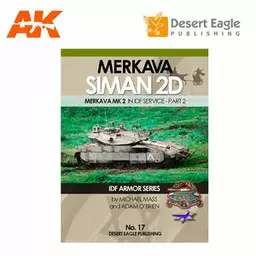 AK
Desert Eagle
PUBLISHING
MERKAVA
SIMAN 2D
MERKAVA MK 2 IN IDF SERVICE - PART 2
IDF ARMOR SERIES
by MICHAEL MASS
and ADAM O'BRIEN
No. 17
DESERT EAGLE PUBLISHING